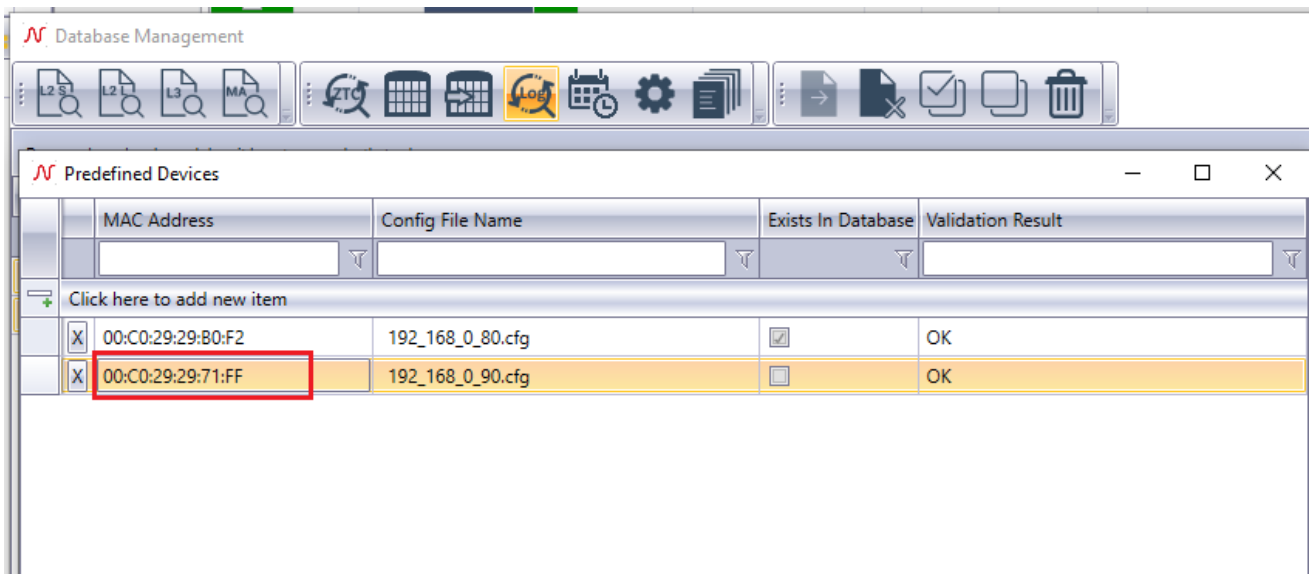 Database Management
L2 S L2 L L3 MA ZTC Log
Predefined Devices
MAC Address Config File Name Exists In Database Validation Result
Click here to add new item
X 00:C0:29:29:B0:F2 192_168_0_80.cfg OK
X 00:C0:29:29:71:FF 192_168_0_90.cfg OK